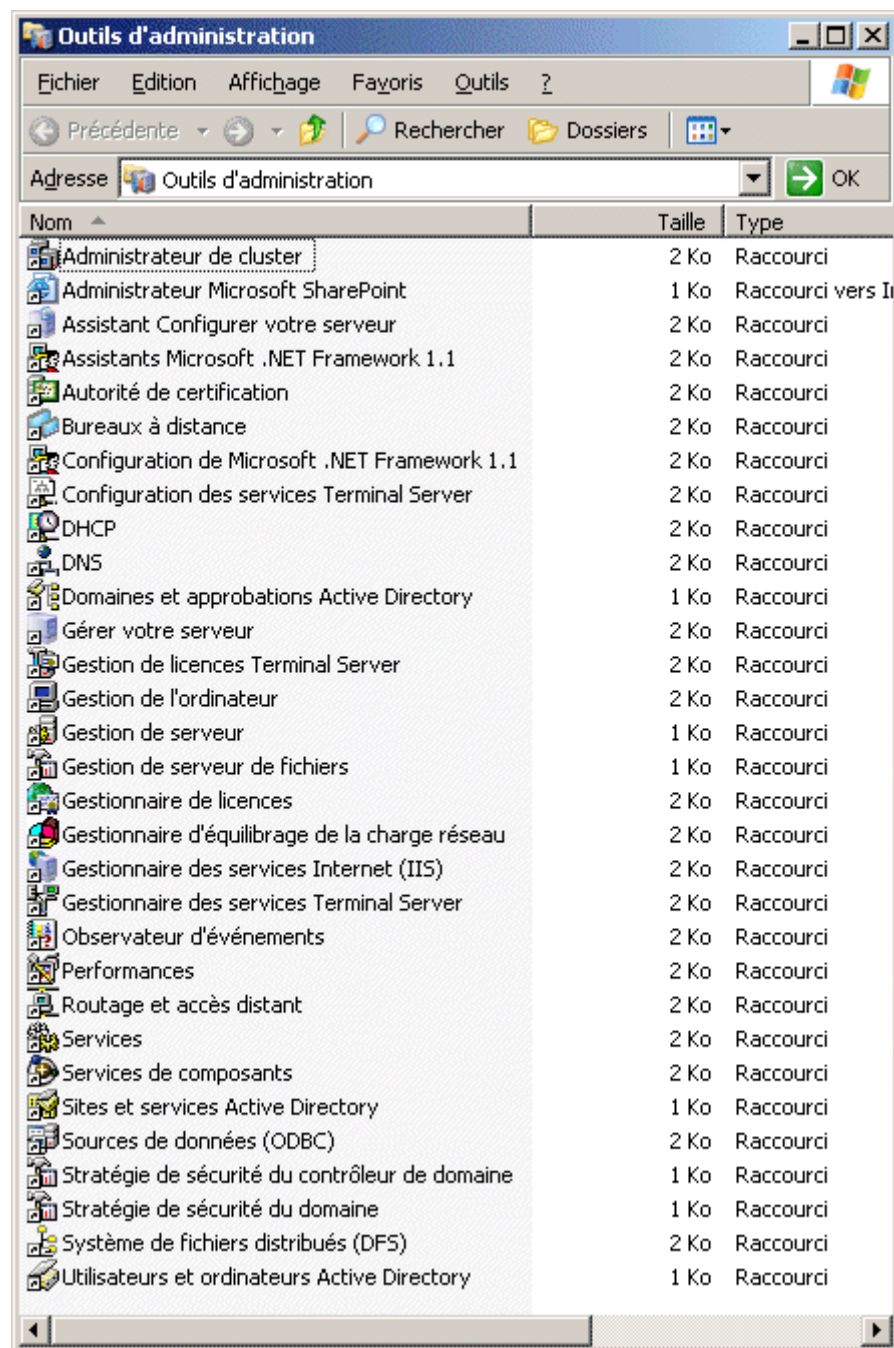 Outils d'administration
Fichier Edition Affichage Favoris Outils ?
Précédente Rechercher Dossiers
Adresse Outils d'administration OK
Nom Taille Type
Administrateur de cluster 2 Ko Raccourci
Administrateur Microsoft SharePoint 1 Ko Raccourci vers
Assistant Configurer votre serveur 2 Ko Raccourci
Assistants Microsoft .NET Framework 1.1 2 Ko Raccourci
Autorité de certification 2 Ko Raccourci
Bureaux à distance 2 Ko Raccourci
Configuration de Microsoft .NET Framework 1.1 2 Ko Raccourci
Configuration des services Terminal Server 2 Ko Raccourci
DHCP 2 Ko Raccourci
DNS 2 Ko Raccourci
Domaines et approbations Active Directory 1 Ko Raccourci
Gérer votre serveur 2 Ko Raccourci
Gestion de licences Terminal Server 2 Ko Raccourci
Gestion de l'ordinateur 2 Ko Raccourci
Gestion de serveur 1 Ko Raccourci
Gestion de serveur de fichiers 1 Ko Raccourci
Gestionnaire de licences 2 Ko Raccourci
Gestionnaire d'équilibrage de la charge réseau 2 Ko Raccourci
Gestionnaire des services Internet (IIS) 2 Ko Raccourci
Gestionnaire des services Terminal Server 2 Ko Raccourci
Observateur d'événements 2 Ko Raccourci
Performances 2 Ko Raccourci
Routage et accès distant 2 Ko Raccourci
Services 2 Ko Raccourci
Services de composants 2 Ko Raccourci
Sites et services Active Directory 1 Ko Raccourci
Sources de données (ODBC) 2 Ko Raccourci
Stratégie de sécurité du contrôleur de domaine 1 Ko Raccourci
Stratégie de sécurité du domaine 1 Ko Raccourci
Système de fichiers distribués (DFS) 2 Ko Raccourci
Utilisateurs et ordinateurs Active Directory 1 Ko Raccourci